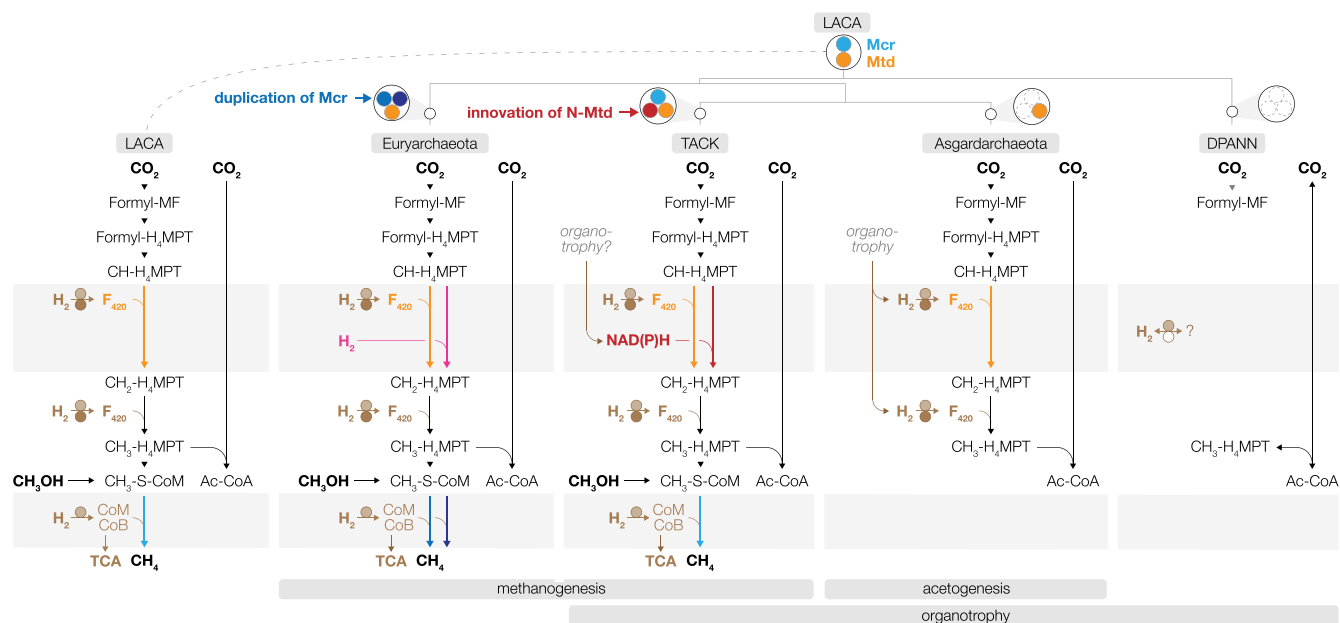 LACA
Mcr
Mtd
duplication of Mcr
innovation of N-Mtd
LACA
Euryarchaeota
TACK
Asgardarchaeota
DPANN
CO₂ CO₂
Formyl-MF
Formyl-H₄MPT
CH-H₄MPT
H₂ F₄₂₀
CH₂-H₄MPT
H₂ F₄₂₀
CH₃-H₄MPT
CH₃OH CH₃-S-CoM Ac-CoA
H₂ CoM
CoB
TCA CH₄
CO₂ CO₂
Formyl-MF
Formyl-H₄MPT
CH-H₄MPT
H₂ F₄₂₀
H₂
CH₂-H₄MPT
H₂ F₄₂₀
CH₃-H₄MPT
CH₃OH CH₃-S-CoM Ac-CoA
H₂ CoM
CoB
TCA CH₄
CO₂ CO₂
Formyl-MF
organo-
trophy?
Formyl-H₄MPT
CH-H₄MPT
H₂ F₄₂₀
NAD(P)H
CH₂-H₄MPT
H₂ F₄₂₀
CH₃-H₄MPT
CH₃OH CH₃-S-CoM Ac-CoA
H₂ CoM
CoB
TCA CH₄
CO₂ CO₂
Formyl-MF
organo-
trophy
Formyl-H₄MPT
CH-H₄MPT
H₂ F₄₂₀
CH₂-H₄MPT
H₂ F₄₂₀
CH₃-H₄MPT
Ac-CoA
CO₂ CO₂
Formyl-MF
H₂ ?
CH₃-H₄MPT
Ac-CoA
methanogenesis
acetogenesis
organotrophy